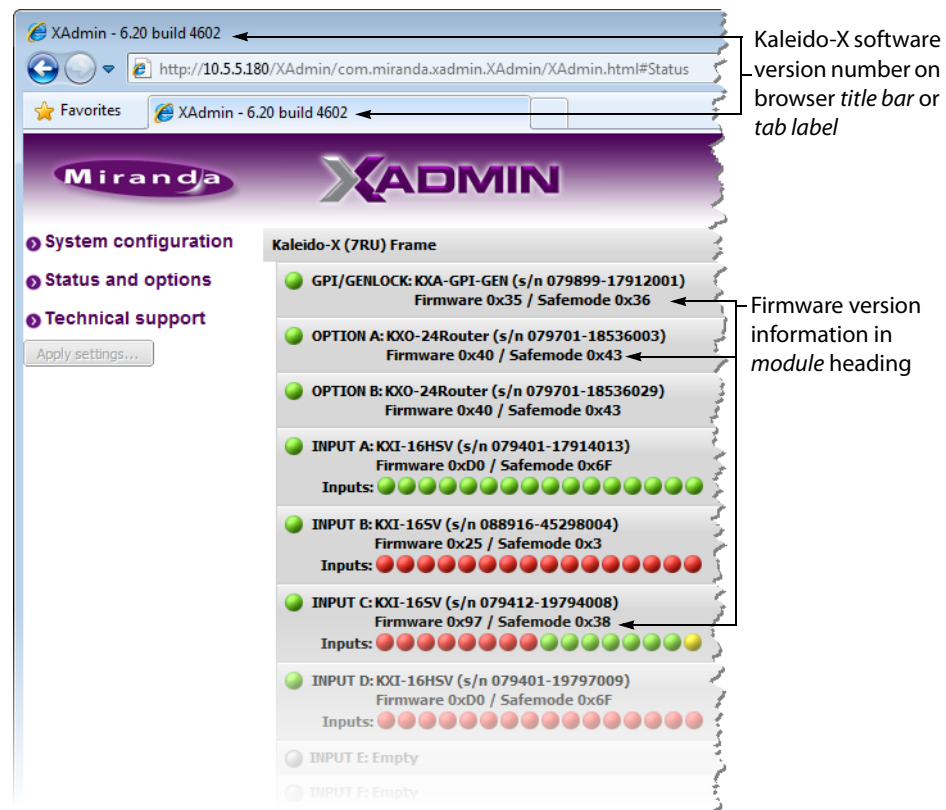 XAdmin - 6.20 build 4602
http://10.5.5.180/XAdmin/com.miranda.xadmin.XAdmin/XAdmin.html#Status
Favorites
XAdmin - 6.20 build 4602
Kaleido-X software
version number on
browser title bar or
tab label
Miranda
XADMIN
System configuration
Status and options
Technical support
Apply settings...
Kaleido-X (7RU) Frame
GPI/GENLOCK: KXA-GPI-GEN (s/n 079899-17912001)
Firmware 0x35 / Safemode 0x36
OPTION A: KXO-24Router (s/n 079701-18536003)
Firmware 0x40 / Safemode 0x43
OPTION B: KXO-24Router (s/n 079701-18536029)
Firmware 0x40 / Safemode 0x43
INPUT A: KXI-16HSV (s/n 079401-17914013)
Firmware 0xD0 / Safemode 0x6F
Inputs:
INPUT B: KXI-16SV (s/n 088916-45298004)
Firmware 0x25 / Safemode 0x3
Inputs:
INPUT C: KXI-16SV (s/n 079412-19794008)
Firmware 0x97 / Safemode 0x38
Inputs:
INPUT D: KXI-16HSV (s/n 079401-19797009)
Firmware 0xD0 / Safemode 0x6F
Inputs:
INPUT E: Empty
INPUT F: Empty
Firmware version
information in
module heading